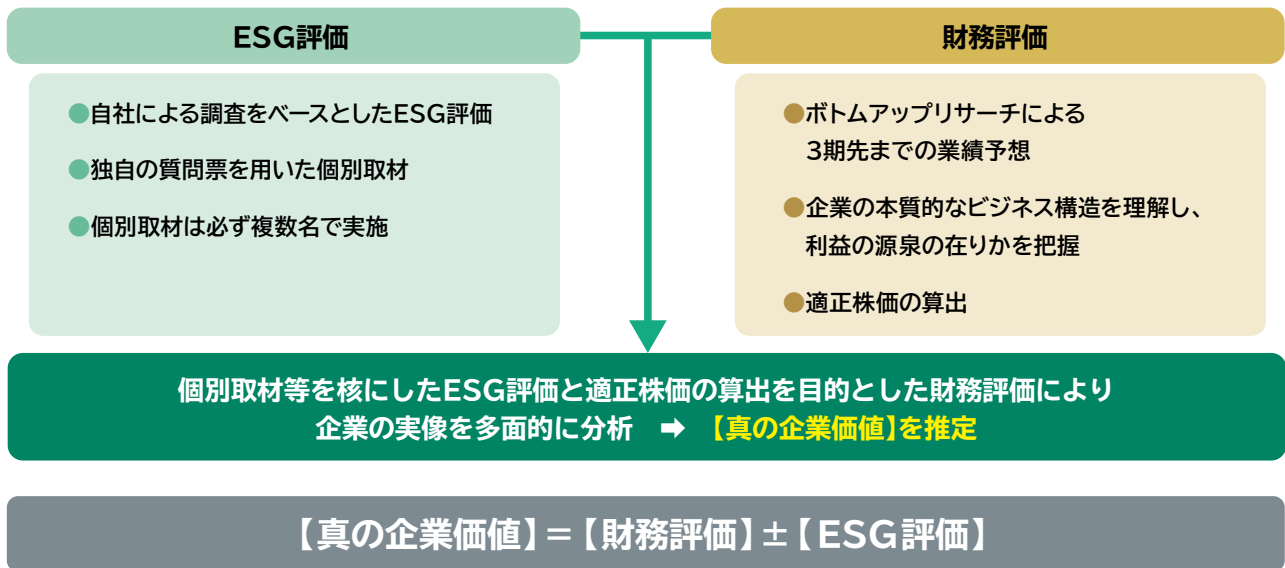 ESG評価
●自社による調査をベースとしたESG評価
●独自の質問票を用いた個別取材
●個別取材は必ず複数名で実施
財務評価
●ボトムアップリサーチによる
3期先までの業績予想
●企業の本質的なビジネス構造を理解し、
利益の源泉の在りかを把握
●適正株価の算出
個別取材等を核にしたESG評価と適正株価の算出を目的とした財務評価により
企業の実像を多面的に分析 ➡ 【真の企業価値】を推定
【真の企業価値】＝【財務評価】±【ESG評価】